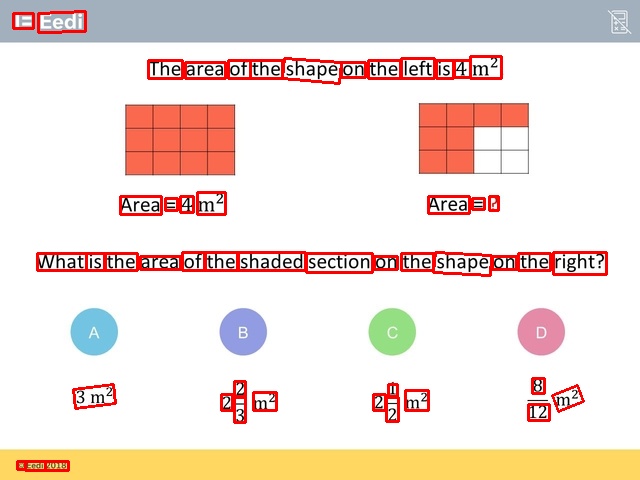 Eedi
The area of the shape on the left is 4 m²
Area = 4 m²
Area = ?
What is the area of the shaded section on the shape on the right?
A
B
C
D
3 m²
2 2/3 m²
2 1/2 m²
8/12 m²
© Eedi 2018